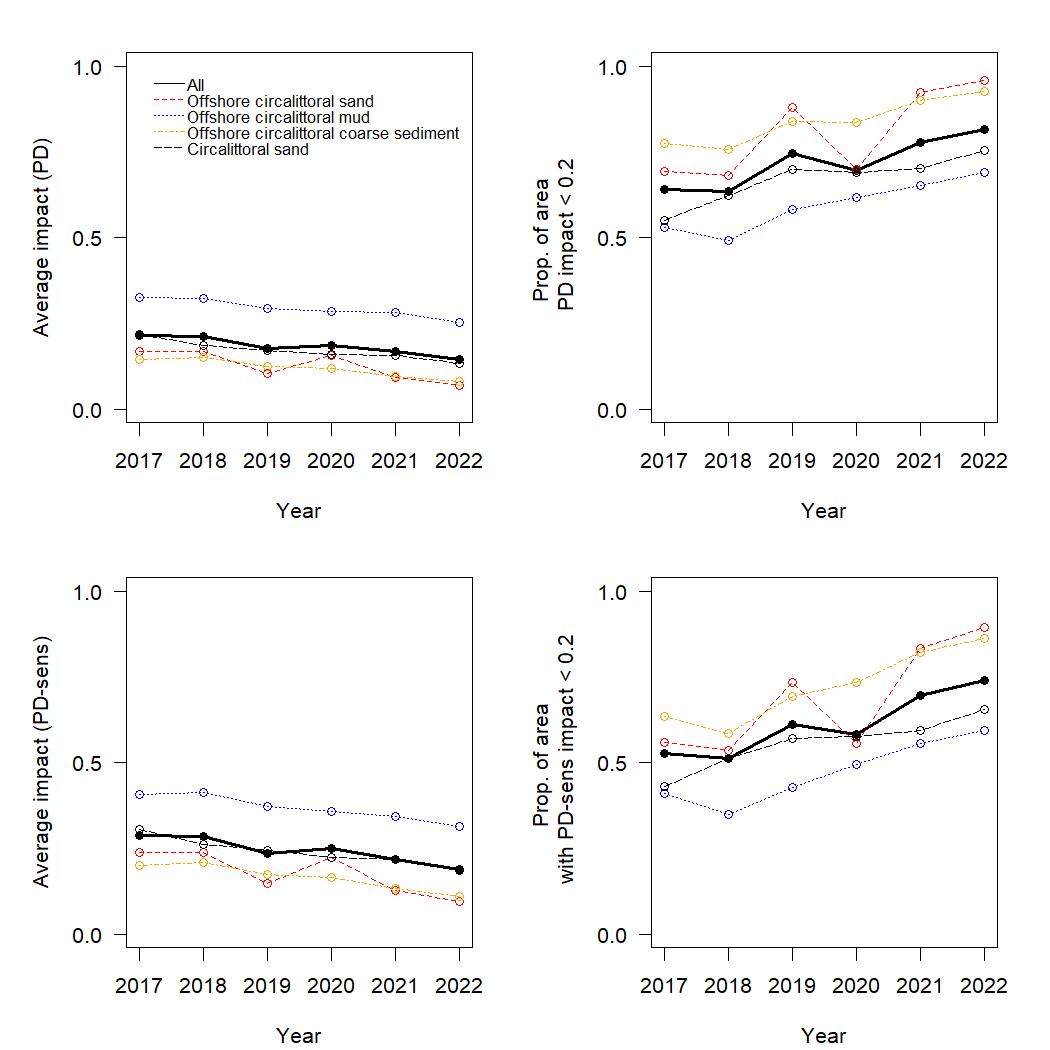 Average impact (PD)
1.0
0.5
0.0
All
Offshore circalittoral sand
Offshore circalittoral mud
Offshore circalittoral coarse sediment
Circalittoral sand
2017 2018 2019 2020 2021 2022
Year
Prop. of area
PD impact < 0.2
1.0
0.5
0.0
2017 2018 2019 2020 2021 2022
Year
Average impact (PD-sens)
1.0
0.5
0.0
2017 2018 2019 2020 2021 2022
Year
Prop. of area
with PD-sens impact < 0.2
1.0
0.5
0.0
2017 2018 2019 2020 2021 2022
Year